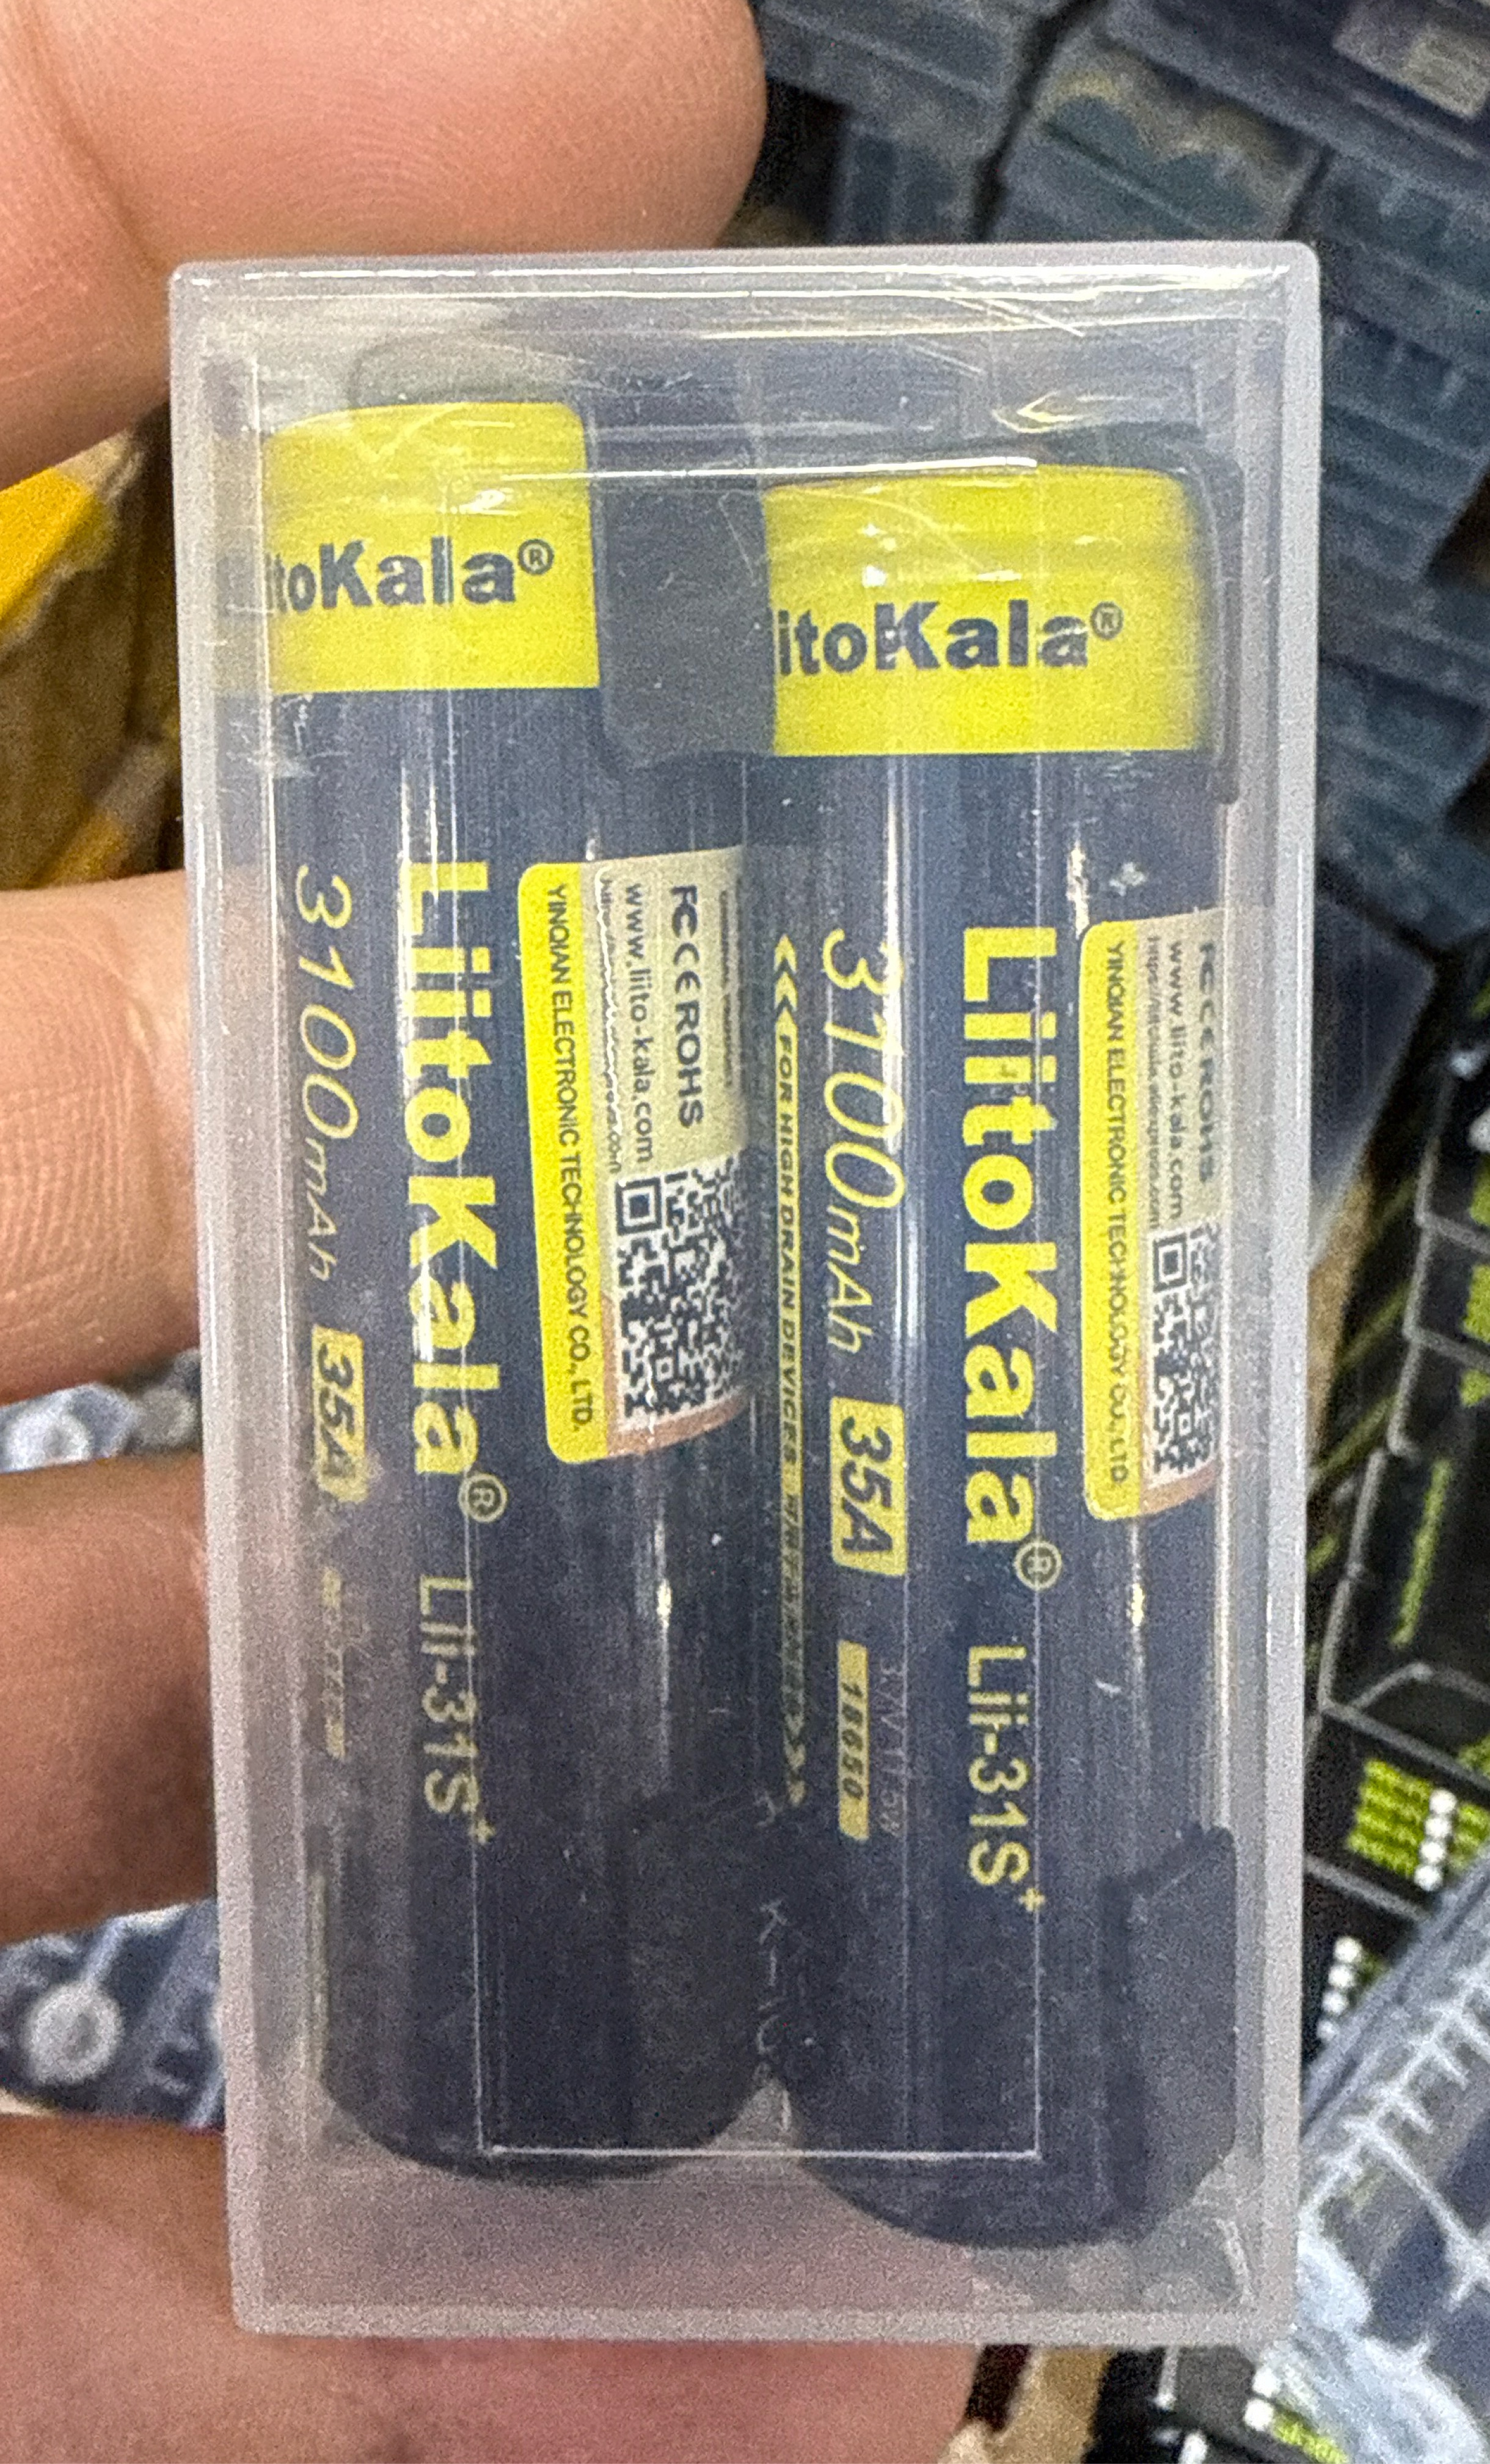 itoKala®
LiitoKala® Lii-31S+
3100mAh 35A
FCC CE ROHS
www.liito-kala.com
YINQIAN ELECTRONIC TECHNOLOGY CO., LTD.
itoKala®
LiitoKala® Lii-31S+
3100mAh 35A 18650
<<< FOR HIGH DRAIN DEVICES
FCC CE ROHS
www.liito-kala.com
YINQIAN ELECTRONIC TECHNOLOGY CO., LTD.